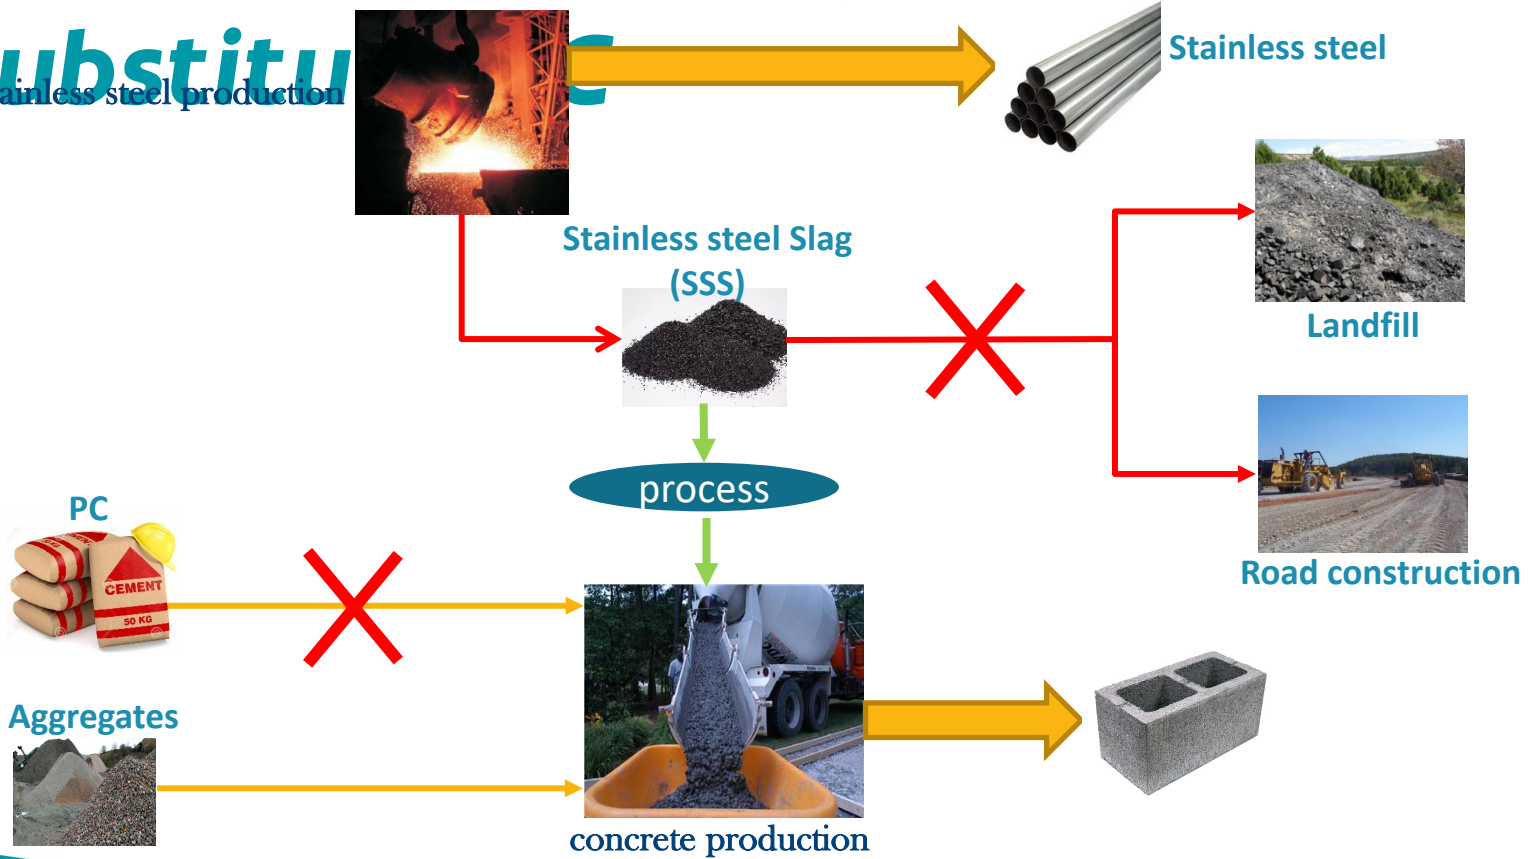 ubstitu
ainless steel production
Stainless steel
Stainless steel Slag
(SSS)
Landfill
process
PC
CEMENT
50 KG
Road construction
Aggregates
concrete production